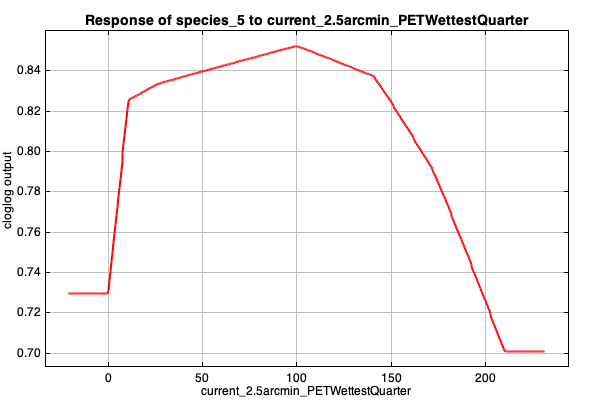 Response of species_5 to current_2.5arcmin_PETWettestQuarter
cloglog output
0.84
0.82
0.80
0.78
0.76
0.74
0.72
0.70
0 50 100 150 200
current_2.5arcmin_PETWettestQuarter